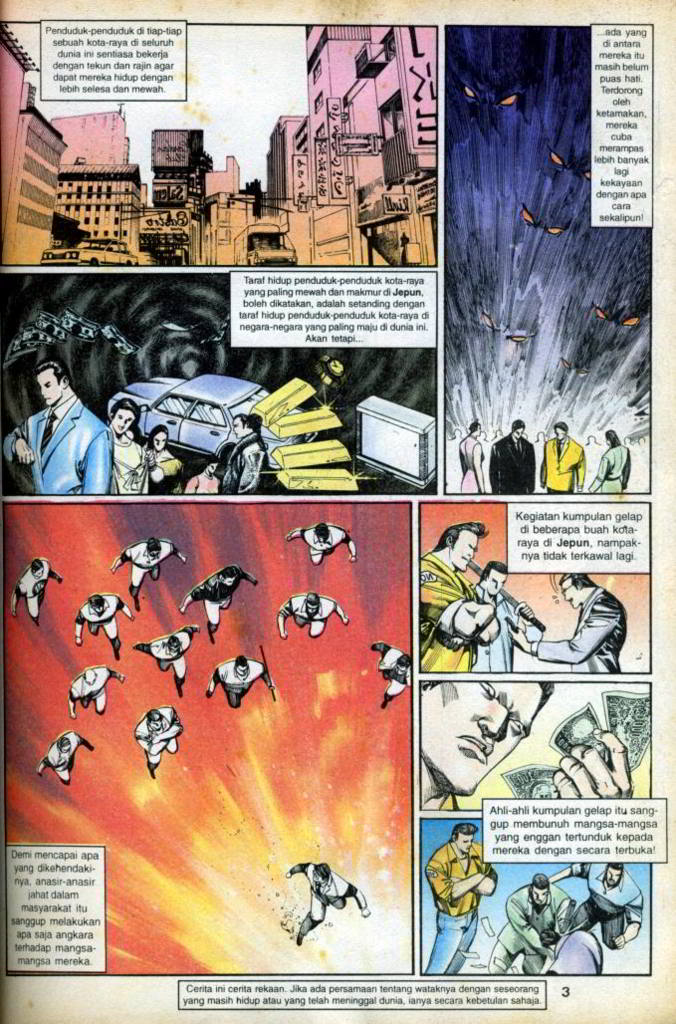 Penduduk-penduduk di tiap-tiap
sebuah kota-raya di seluruh
dunia ini sentiasa bekerja
dengan tekun dan rajin agar
dapat mereka hidup dengan
lebih selesa dan mewah.
Taraf hidup penduduk-penduduk kota-raya
yang paling mewah dan makmur di Jepun,
boleh dikatakan, adalah setanding dengan
taraf hidup penduduk-penduduk kota-raya di
negara-negara yang paling maju di dunia ini.
Akan tetapi...
...ada yang
di antara
mereka itu
masih belum
puas hati.
Terdorong
oleh
ketamakan,
mereka
cuba
merampas
lebih banyak
lagi
kekayaan
dengan apa
cara
sekalipun!
Demi mencapai apa
yang dikehendaki-
nya, anasir-anasir
jahat dalam
masyarakat itu
sanggup melakukan
apa saja angkara
terhadap mangsa-
mangsa mereka.
Kegiatan kumpulan gelap
di beberapa buah kota-
raya di Jepun, nampak-
nya tidak terkawal lagi.
Ahli-ahli kumpulan gelap itu sang-
gup membunuh mangsa-mangsa
yang enggan tertunduk kepada
mereka dengan secara terbuka!
Cerita ini cerita rekaan. Jika ada persamaan tentang wataknya dengan seseorang
yang masih hidup atau yang telah meninggal dunia, ianya secara kebetulan sahaja.
3